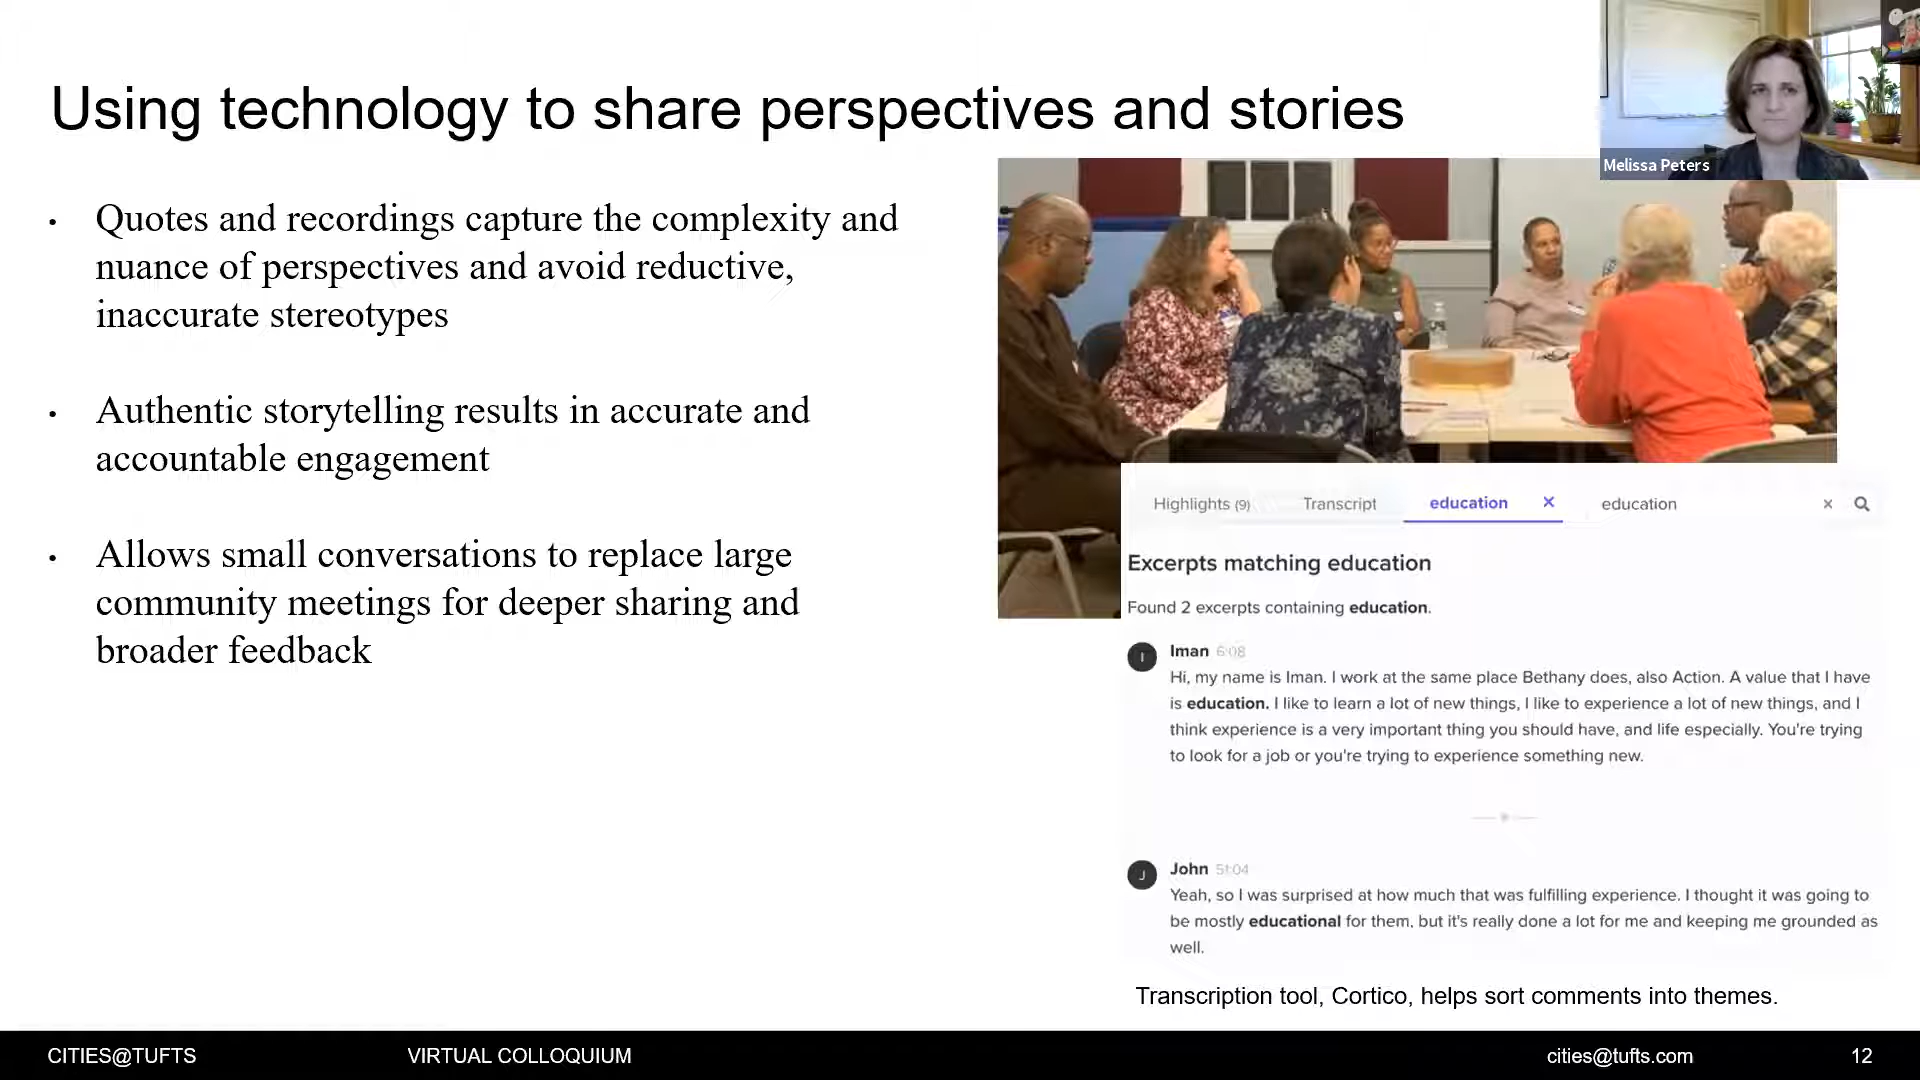 Using technology to share perspectives and stories
Melissa Peters
• Quotes and recordings capture the complexity and
nuance of perspectives and avoid reductive,
inaccurate stereotypes
• Authentic storytelling results in accurate and
accountable engagement
• Allows small conversations to replace large
community meetings for deeper sharing and
broader feedback
Highlights (9) Transcript education × education × 
Excerpts matching education
Found 2 excerpts containing education.
I Iman 6:08
Hi, my name is Iman. I work at the same place Bethany does, also Action. A value that I have
is education. I like to learn a lot of new things, I like to experience a lot of new things, and I
think experience is a very important thing you should have, and life especially. You're trying
to look for a job or you're trying to experience something new.
J John 51:04
Yeah, so I was surprised at how much that was fulfilling experience. I thought it was going to
be mostly educational for them, but it's really done a lot for me and keeping me grounded as
well.
Transcription tool, Cortico, helps sort comments into themes.
CITIES@TUFTS VIRTUAL COLLOQUIUM cities@tufts.com 12